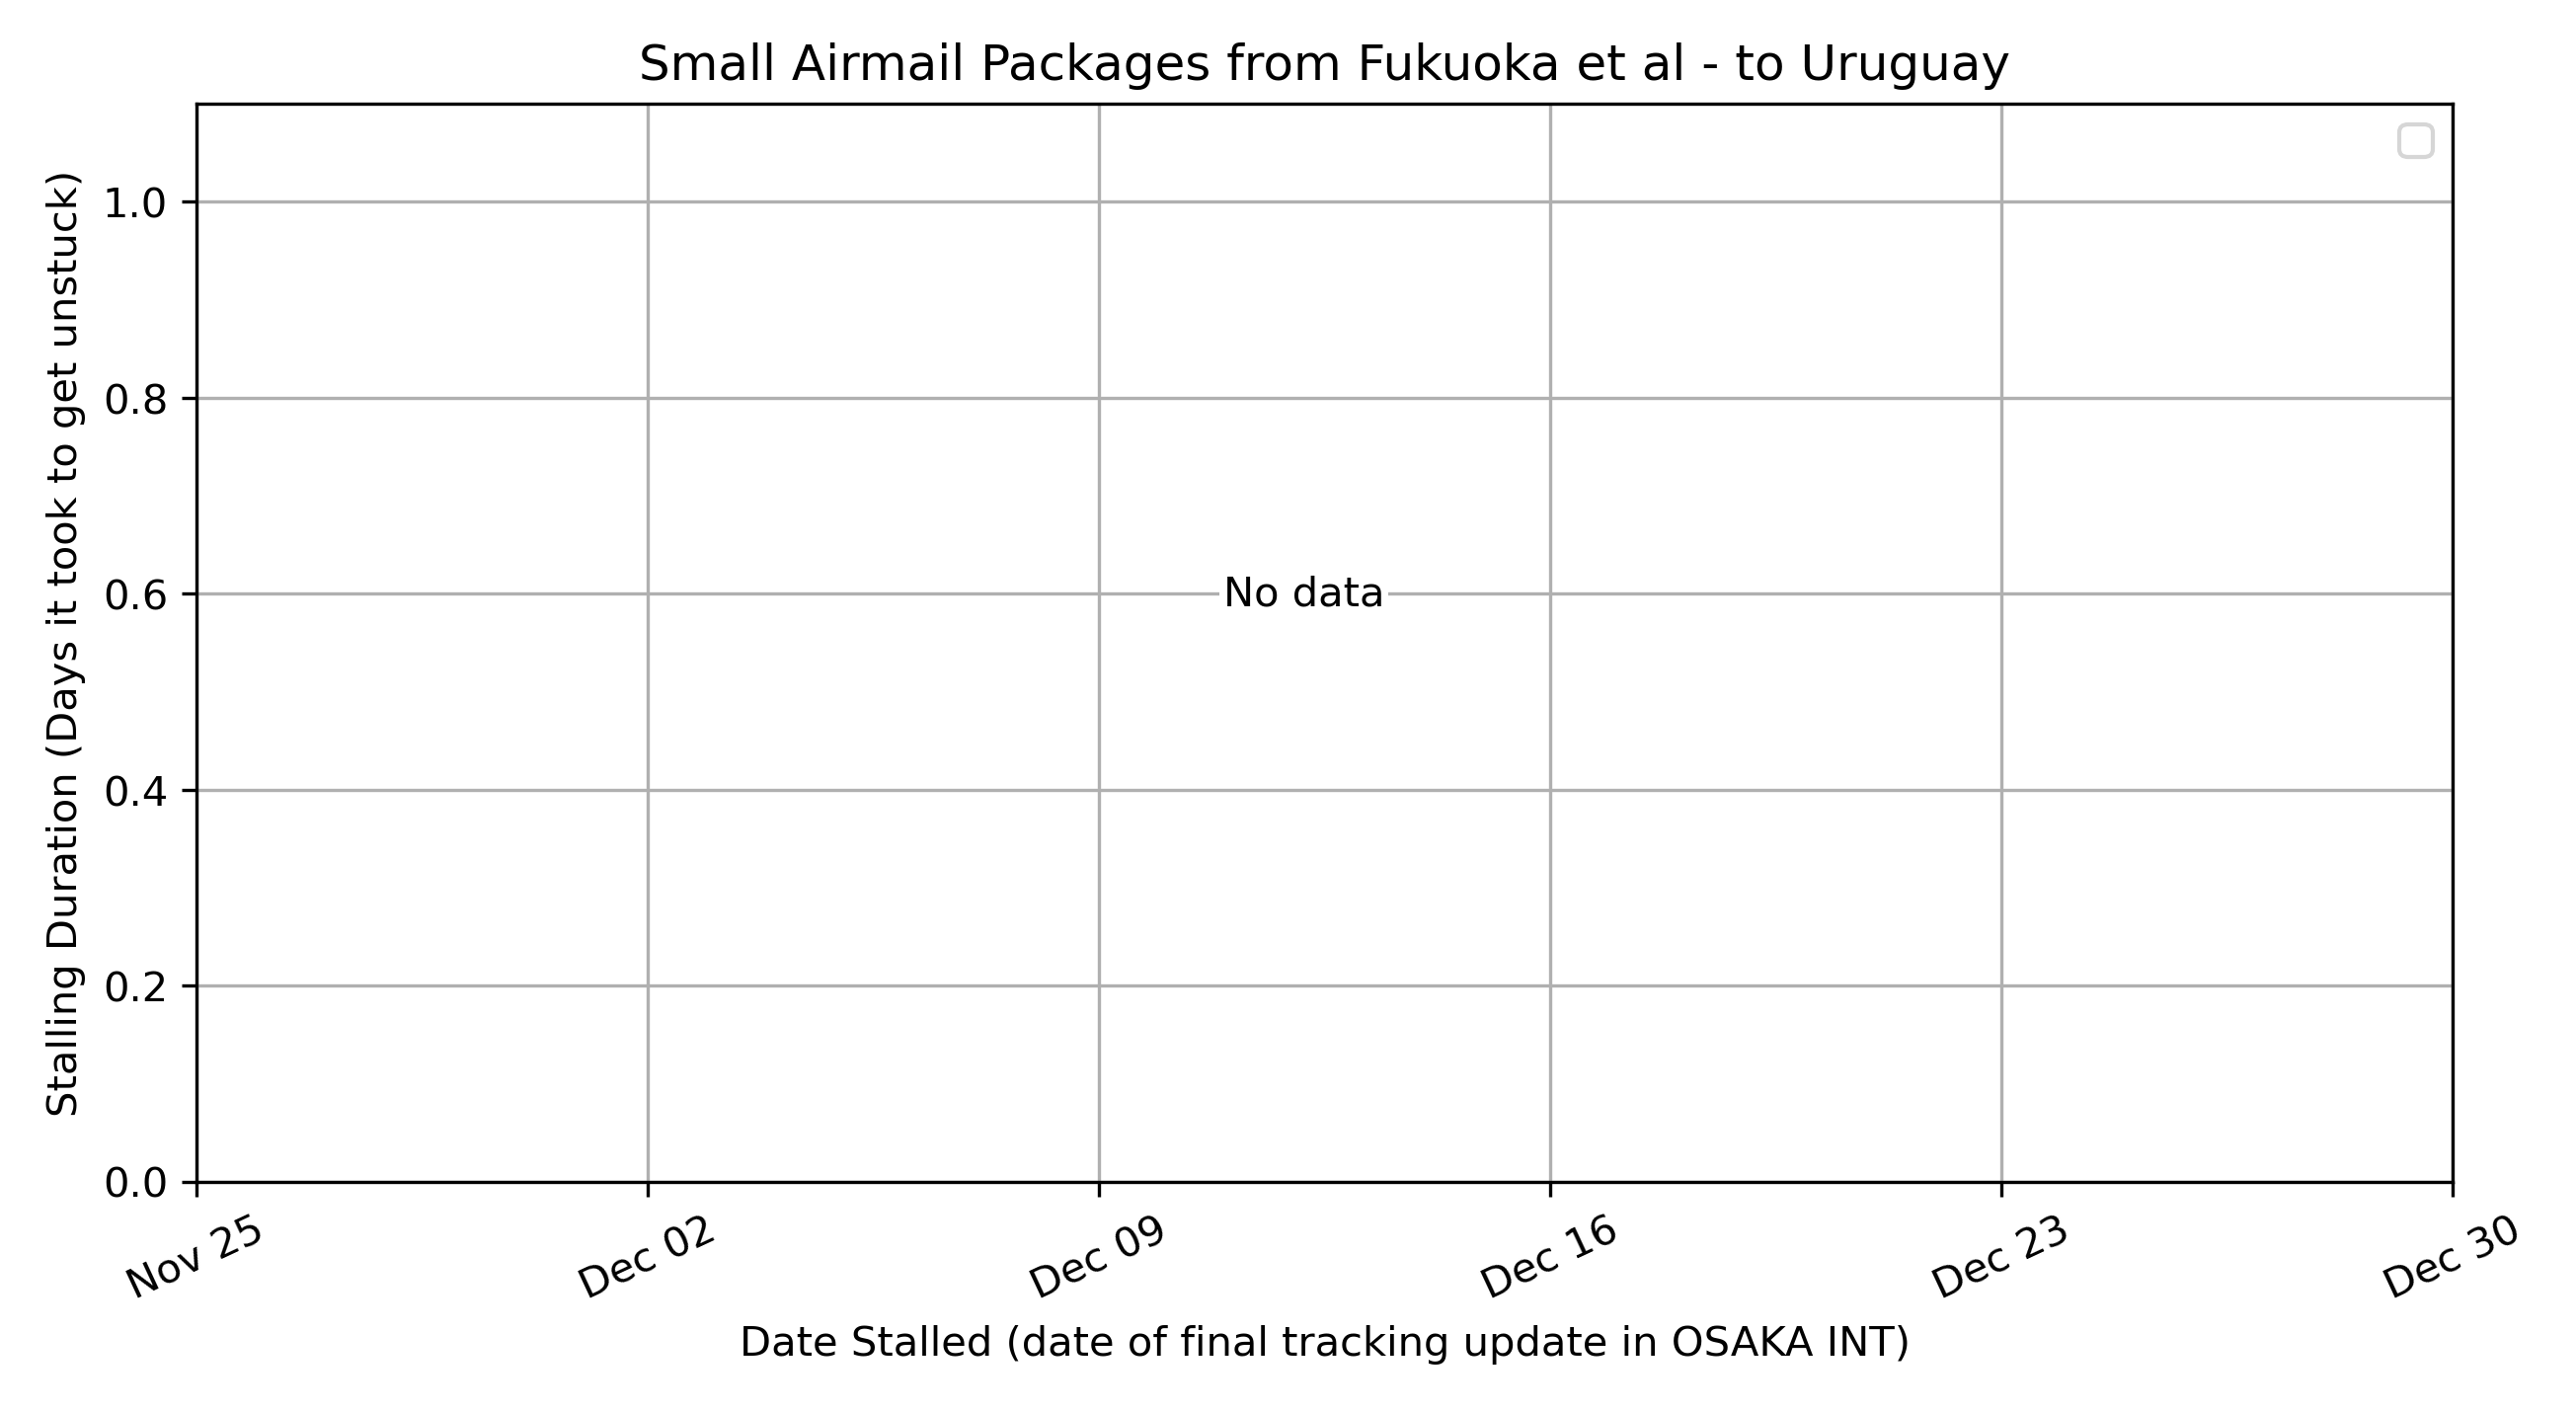 Small Airmail Packages from Fukuoka et al - to Uruguay
Stalling Duration (Days it took to get unstuck)
1.0
0.8
0.6
0.4
0.2
0.0
No data
Nov 25
Dec 02
Dec 09
Dec 16
Dec 23
Dec 30
Date Stalled (date of final tracking update in OSAKA INT)